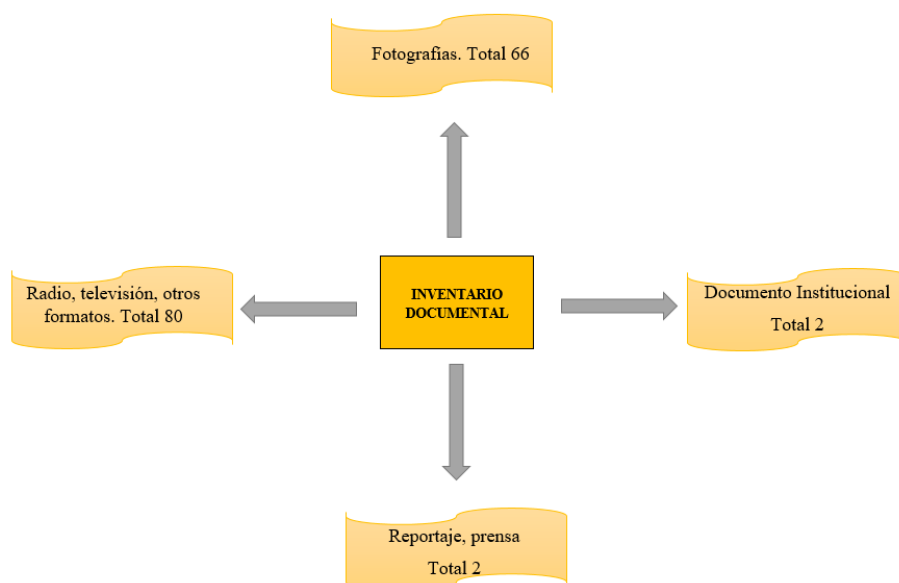 Fotografías. Total 66
Radio, televisión, otros
formatos. Total 80
INVENTARIO
DOCUMENTAL
Documento Institucional
Total 2
Reportaje, prensa
Total 2